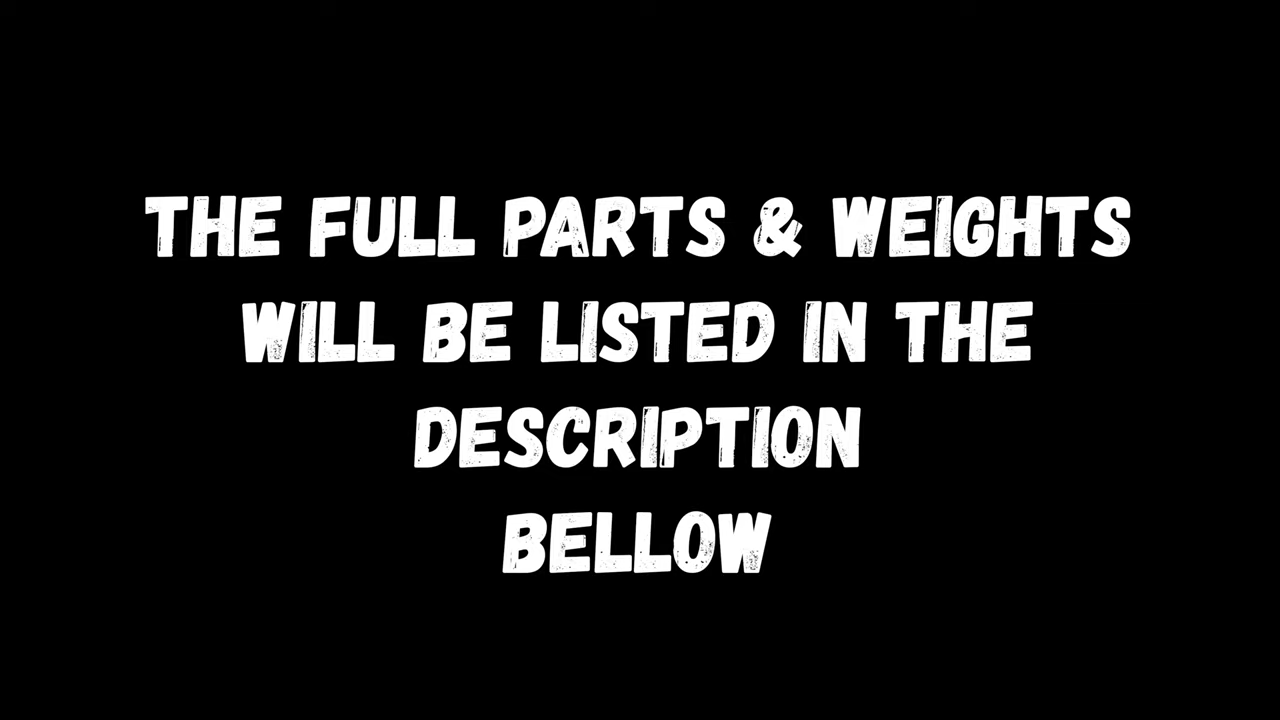 THE FULL PARTS & WEIGHTS
WILL BE LISTED IN THE
DESCRIPTION
BELLOW